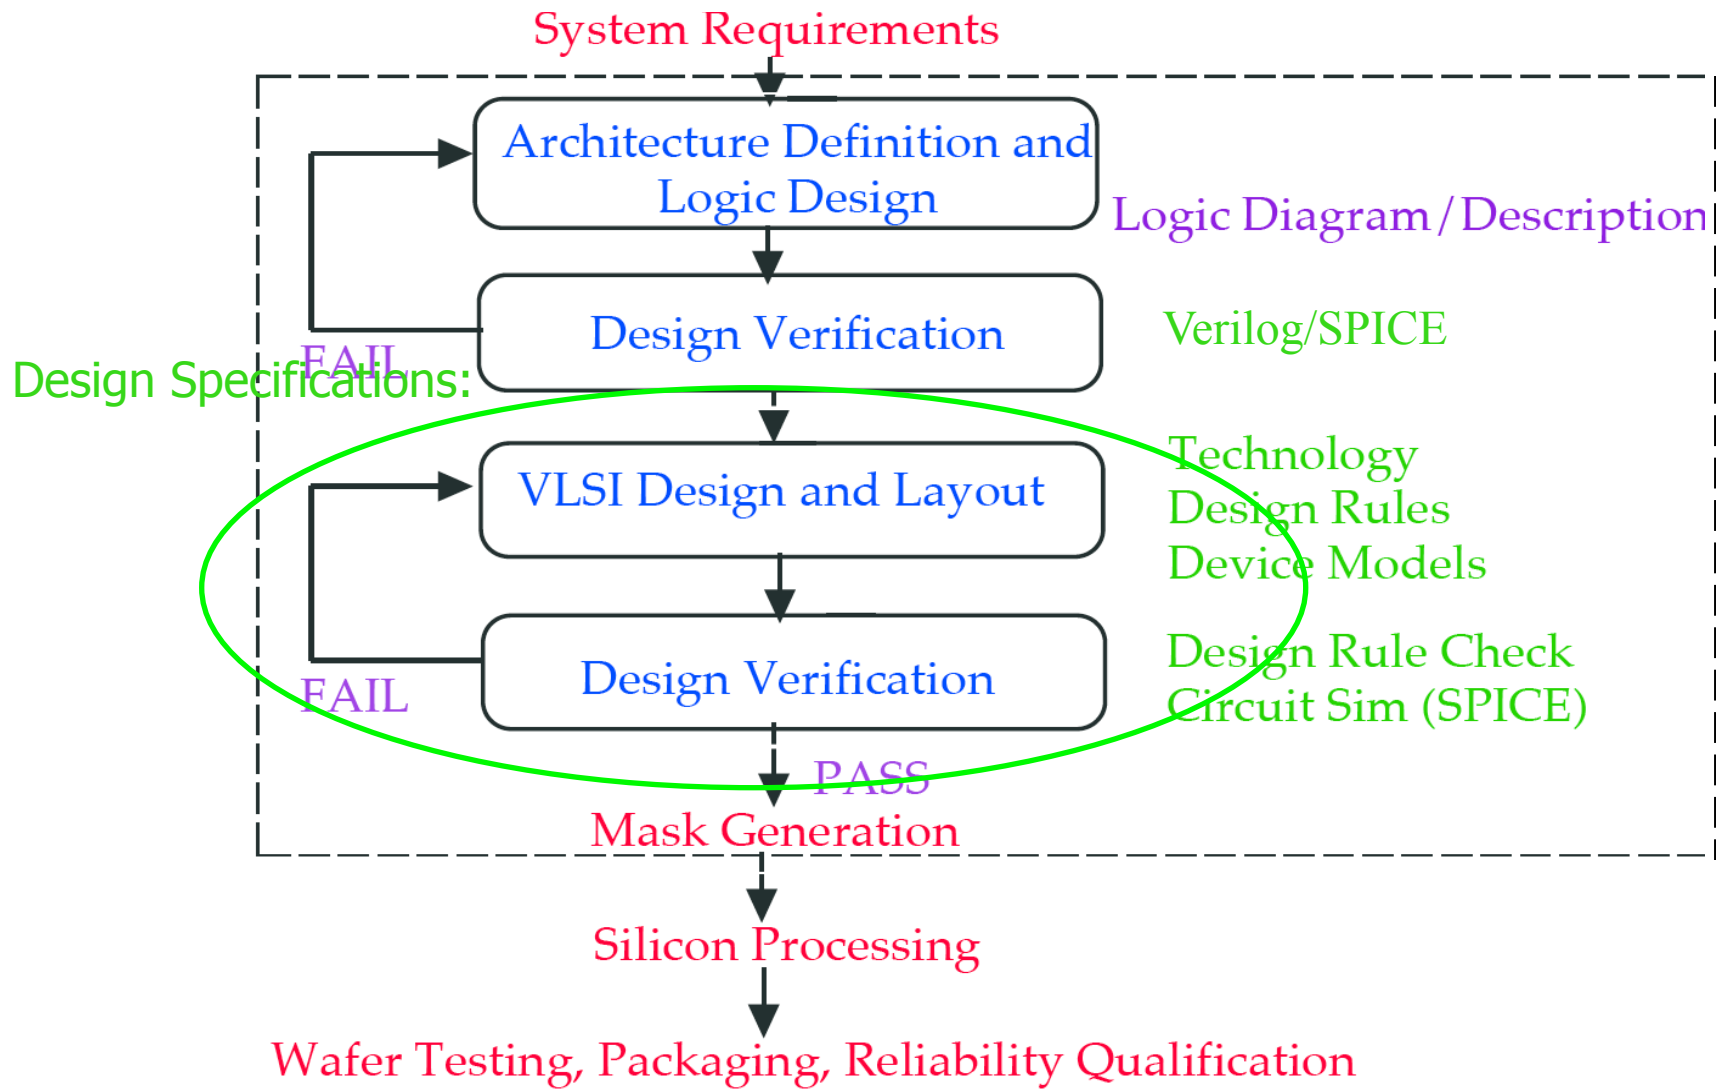 System Requirements
Architecture Definition and
Logic Design
Logic Diagram/Description
Design Verification
Verilog/SPICE
FAIL
Design Specifications:
VLSI Design and Layout
Technology
Design Rules
Device Models
Design Verification
Design Rule Check
Circuit Sim (SPICE)
FAIL
PASS
Mask Generation
Silicon Processing
Wafer Testing, Packaging, Reliability Qualification